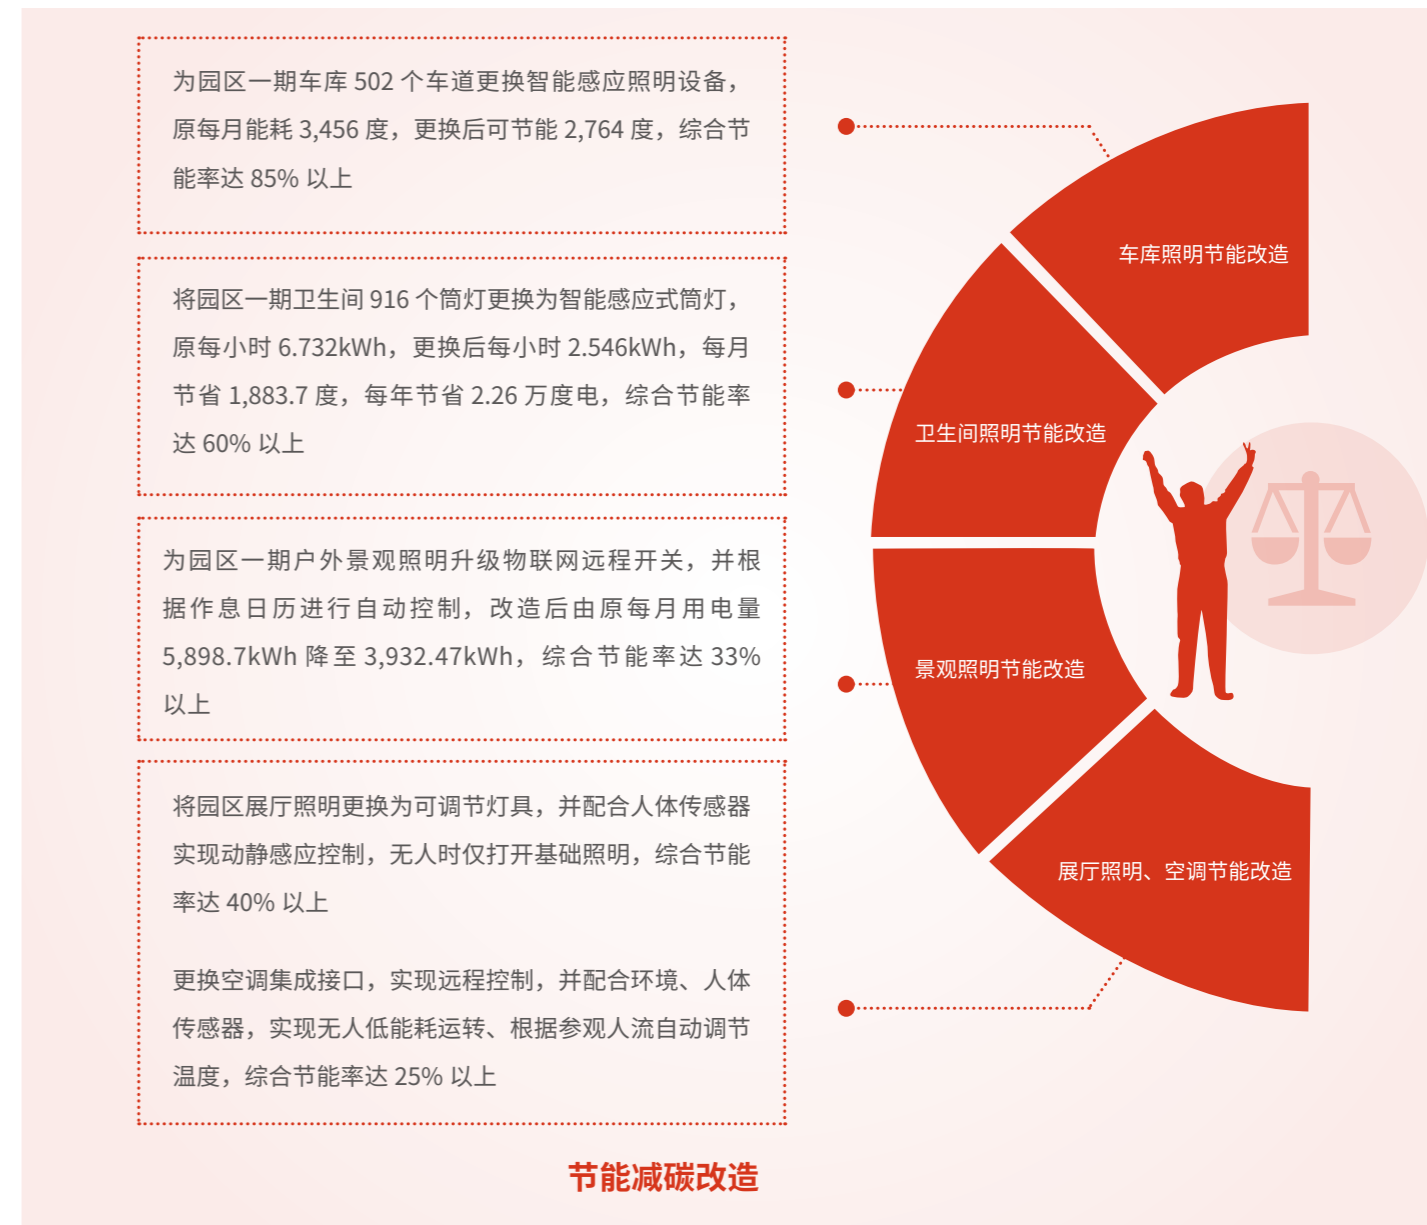 为园区一期车库 502 个车道更换智能感应照明设备，
原每月能耗 3,456 度，更换后可节能 2,764 度，综合节
能率达 85% 以上
车库照明节能改造
将园区一期卫生间 916 个筒灯更换为智能感应式筒灯，
原每小时 6.732kWh，更换后每小时 2.546kWh，每月
节省 1,883.7 度，每年节省 2.26 万度电，综合节能率
达 60% 以上
卫生间照明节能改造
为园区一期户外景观照明升级物联网远程开关，并根
据作息日历进行自动控制，改造后由原每月用电量
5,898.7kWh 降至 3,932.47kWh，综合节能率达 33%
以上
景观照明节能改造
将园区展厅照明更换为可调节灯具，并配合人体传感器
实现动静感应控制，无人时仅打开基础照明，综合节能
率达 40% 以上
更换空调集成接口，实现远程控制，并配合环境、人体
传感器，实现无人低能耗运转、根据参观人流自动调节
温度，综合节能率达 25% 以上
展厅照明、空调节能改造
节能减碳改造